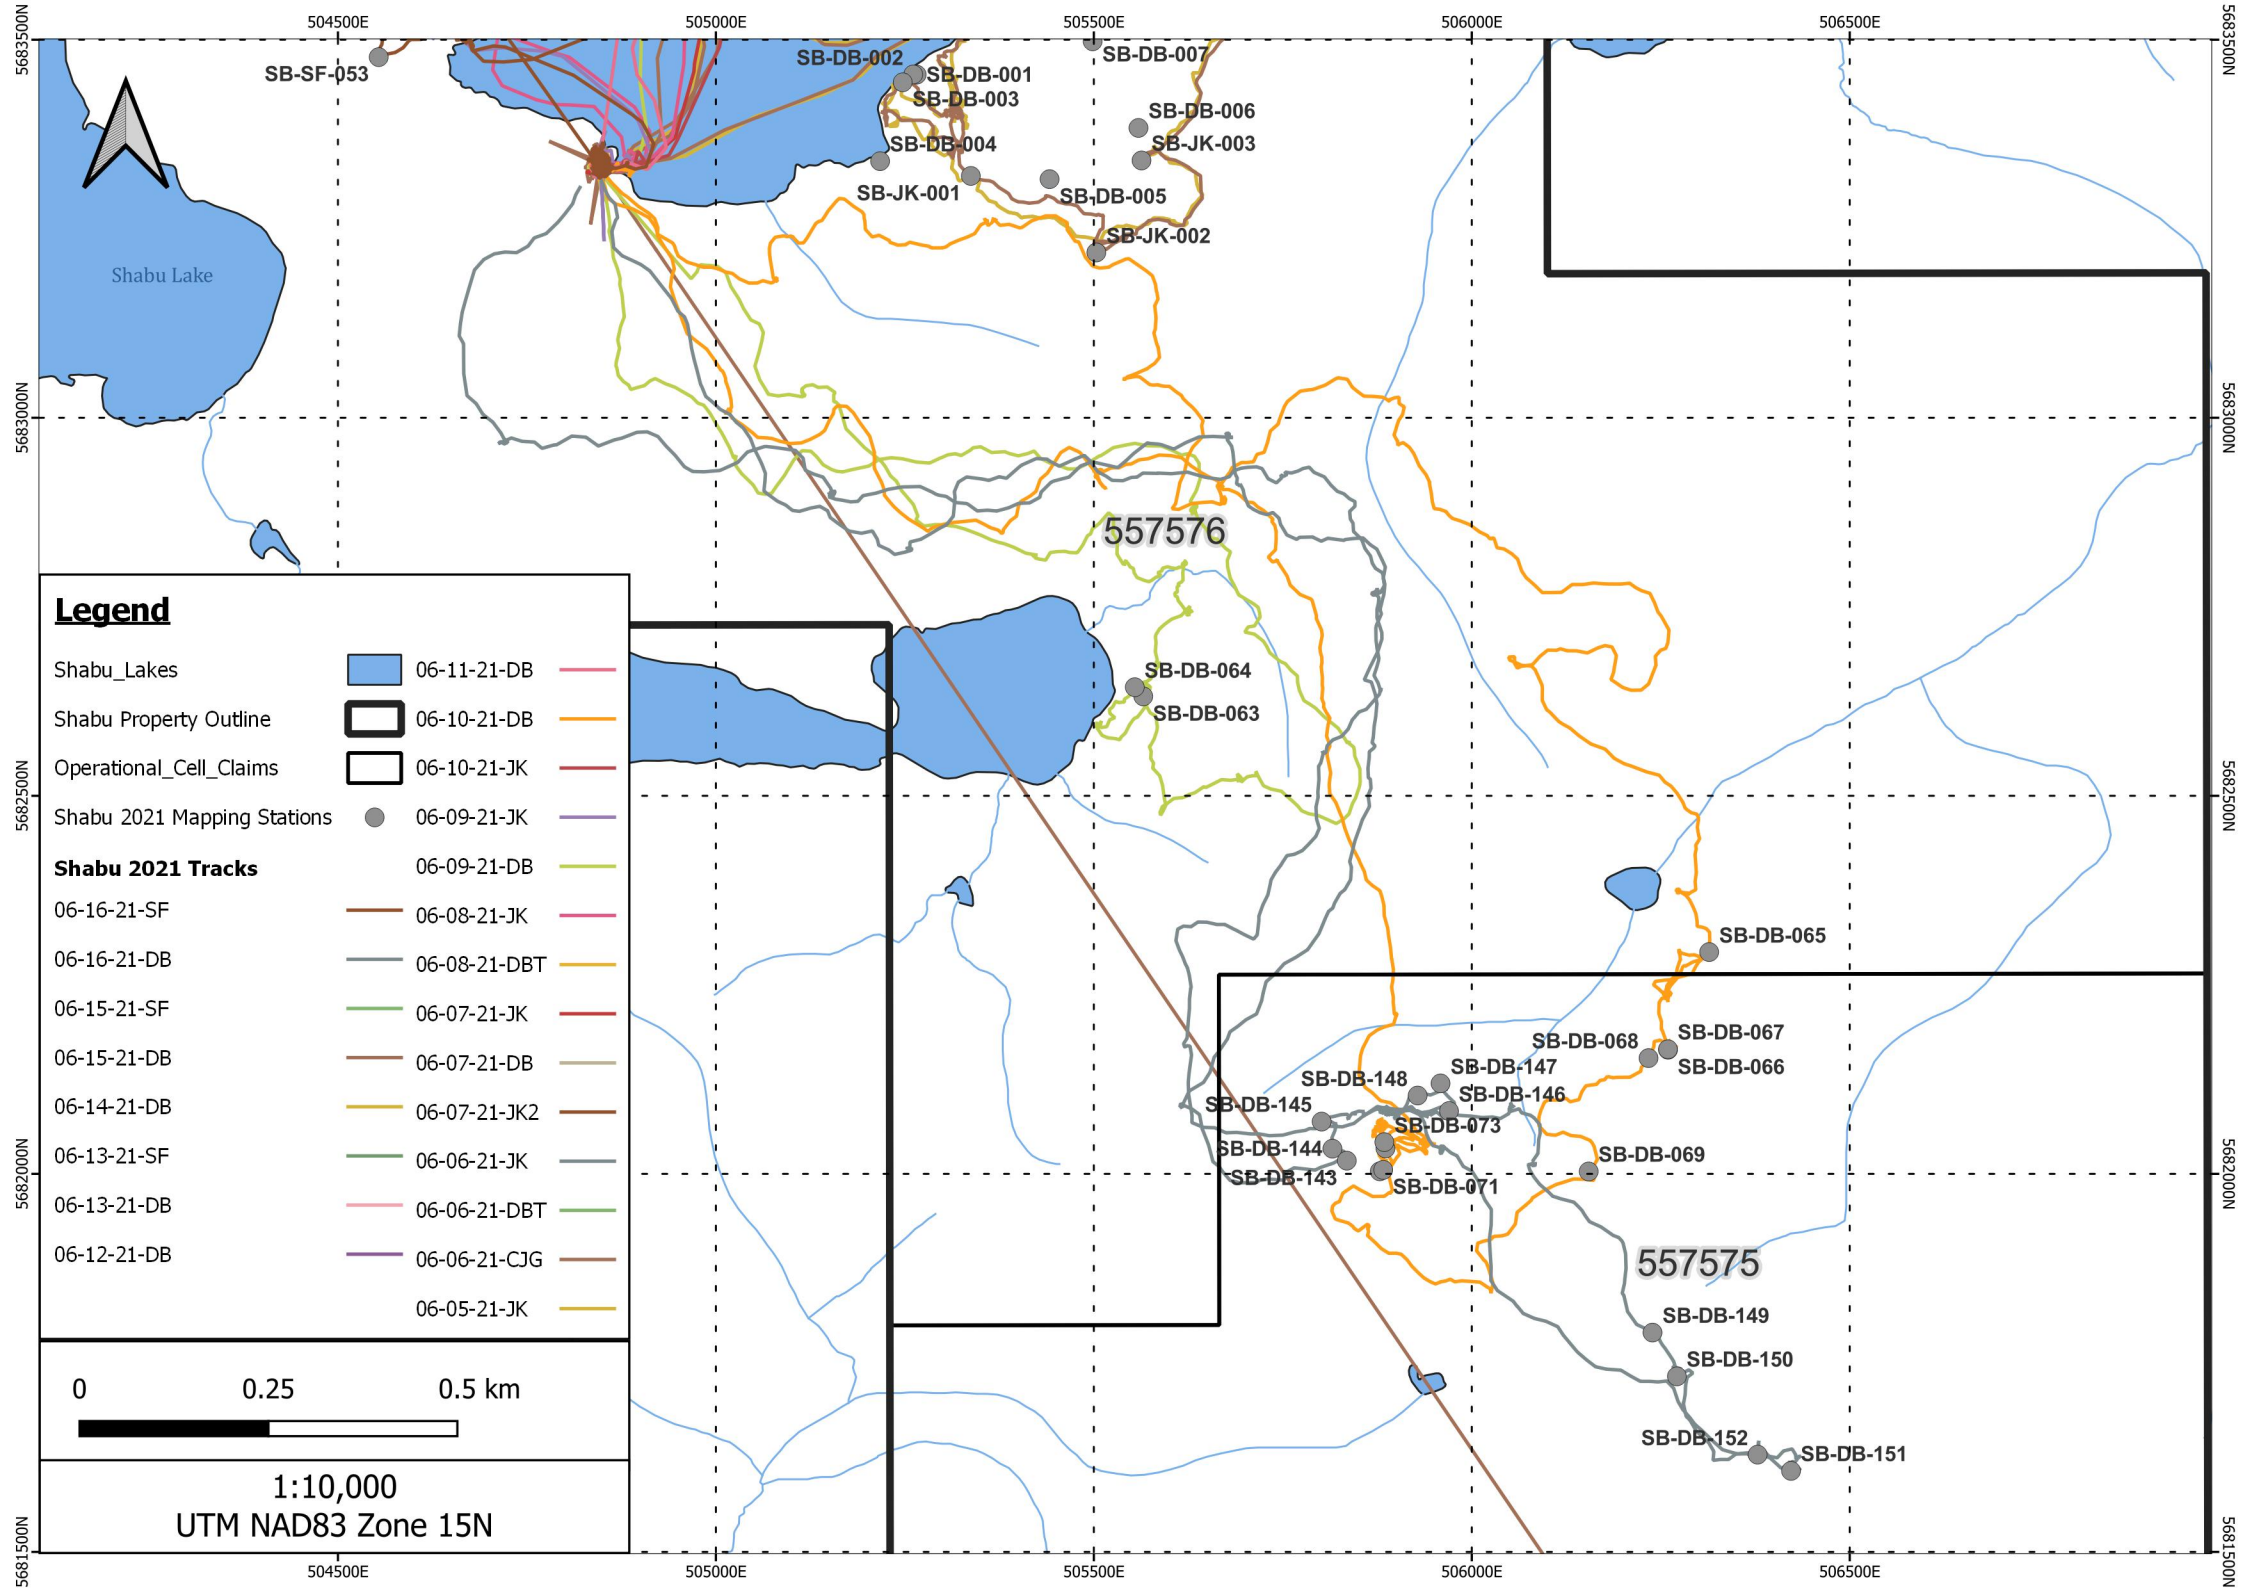 504500E
505000E
505500E
506000E
506500E
5683500N
5683500N
SB-SF-053
SB-DB-002
SB-DB-001
SB-DB-003
SB-DB-007
SB-DB-006
SB-DB-004
SB-JK-003
SB-JK-001
SB-DB-005
SB-JK-002
Shabu Lake
5683000N
5683000N
557576
SB-DB-064
SB-DB-063
5682500N
5682500N
SB-DB-065
SB-DB-068
SB-DB-067
SB-DB-066
SB-DB-148
SB-DB-147
SB-DB-146
SB-DB-145
SB-DB-073
SB-DB-144
SB-DB-143
SB-DB-071
SB-DB-069
5682000N
5682000N
557575
SB-DB-149
SB-DB-150
SB-DB-152
SB-DB-151
Legend
Shabu_Lakes
Shabu Property Outline
Operational_Cell_Claims
Shabu 2021 Mapping Stations
Shabu 2021 Tracks
06-16-21-SF
06-16-21-DB
06-15-21-SF
06-15-21-DB
06-14-21-DB
06-13-21-SF
06-13-21-DB
06-12-21-DB
06-11-21-DB
06-10-21-DB
06-10-21-JK
06-09-21-JK
06-09-21-DB
06-08-21-JK
06-08-21-DBT
06-07-21-JK
06-07-21-DB
06-07-21-JK2
06-06-21-JK
06-06-21-DBT
06-06-21-CJG
06-05-21-JK
0 0.25 0.5 km
1:10,000
UTM NAD83 Zone 15N
5681500N
5681500N
504500E
505000E
505500E
506000E
506500E